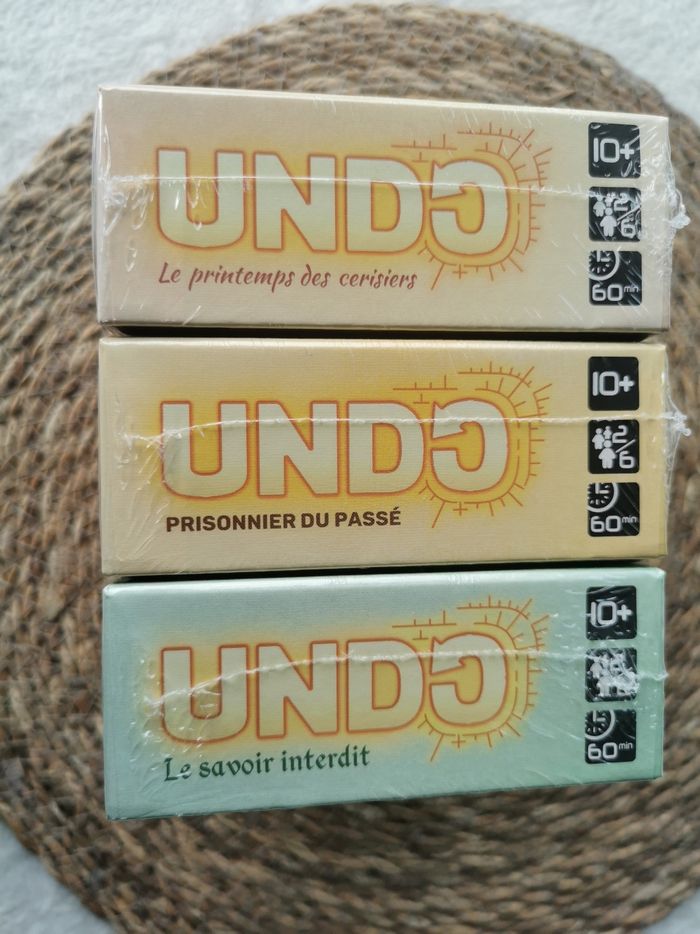 UNDO
Le printemps des cerisiers
10+
2/6
60 min
UNDO
PRISONNIER DU PASSÉ
10+
2/6
60 min
UNDO
Le savoir interdit
10+
60 min